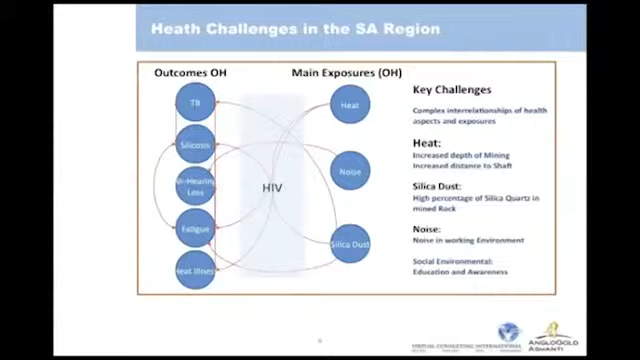 Heath Challenges in the SA Region
Outcomes OH
Main Exposures (OH)
TB
Silicosis
Hearing
Loss
Fatigue
Heat Illness
HIV
Heat
Noise
Silica Dust
Key Challenges
Complex interrelationships of health
aspects and exposures
Heat:
Increased depth of Mining
Increased distance to Shaft
Silica Dust:
High percentage of Silica Quartz in
mined Rock
Noise:
Noise in working Environment
Social Environmental:
Education and Awareness
VIRTUAL CONSULTING INTERNATIONAL
ANGLOGOLD
ASHANTI